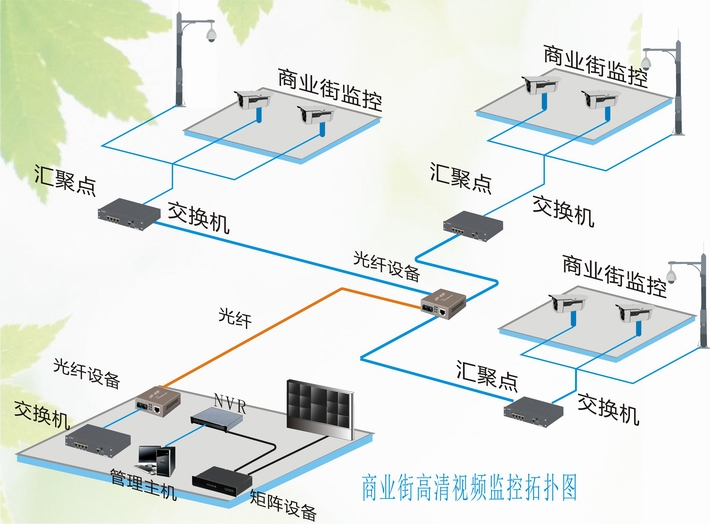 商业街监控
商业街监控
汇聚点
交换机
汇聚点
交换机
光纤设备
商业街监控
光纤
汇聚点
交换机
光纤设备
交换机
NVR
管理主机
矩阵设备
商业街高清视频监控拓扑图